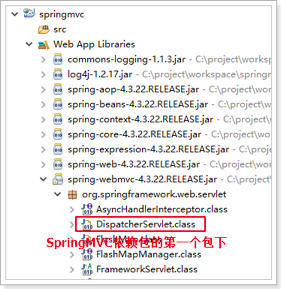 springmvc
src
Web App Libraries
commons-logging-1.1.3.jar - C:\project\works
log4j-1.2.17.jar - C:\project\workspace\springm
spring-aop-4.3.22.RELEASE.jar - C:\project\wo
spring-beans-4.3.22.RELEASE.jar - C:\project\w
spring-context-4.3.22.RELEASE.jar - C:\project\
spring-core-4.3.22.RELEASE.jar - C:\project\wo
spring-expression-4.3.22.RELEASE.jar - C:\proje
spring-web-4.3.22.RELEASE.jar - C:\project\wo
spring-webmvc-4.3.22.RELEASE.jar - C:\project
org.springframework.web.servlet
AsyncHandlerInterceptor.class
DispatcherServlet.class
SpringMVC依赖包的第一个包下
FlashMapManager.class
FrameworkServlet.class